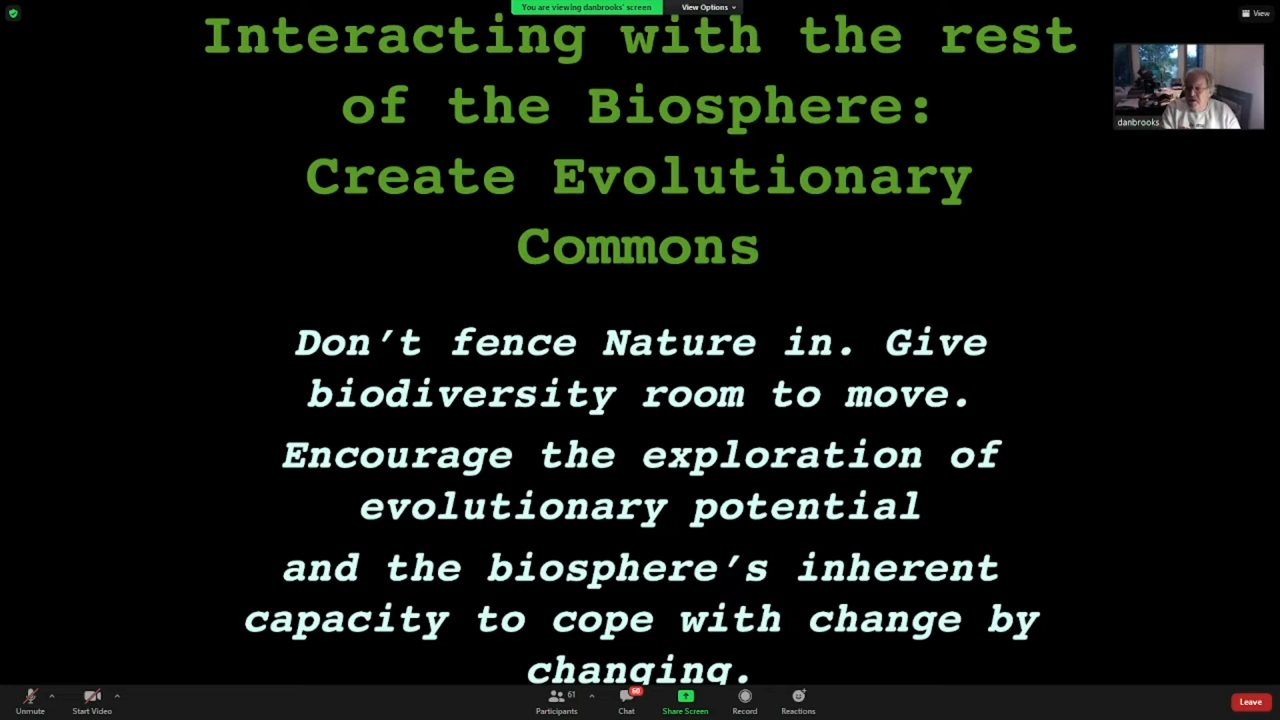 You are viewing danbrooks' screen
View Options
View
Interacting with the rest
of the Biosphere:
Create Evolutionary
Commons
danbrooks
Don't fence Nature in. Give
biodiversity room to move.
Encourage the exploration of
evolutionary potential
and the biosphere's inherent
capacity to cope with change by
changing.
Unmute
Start Video
61
Participants
68
Chat
Share Screen
Record
Reactions
Leave